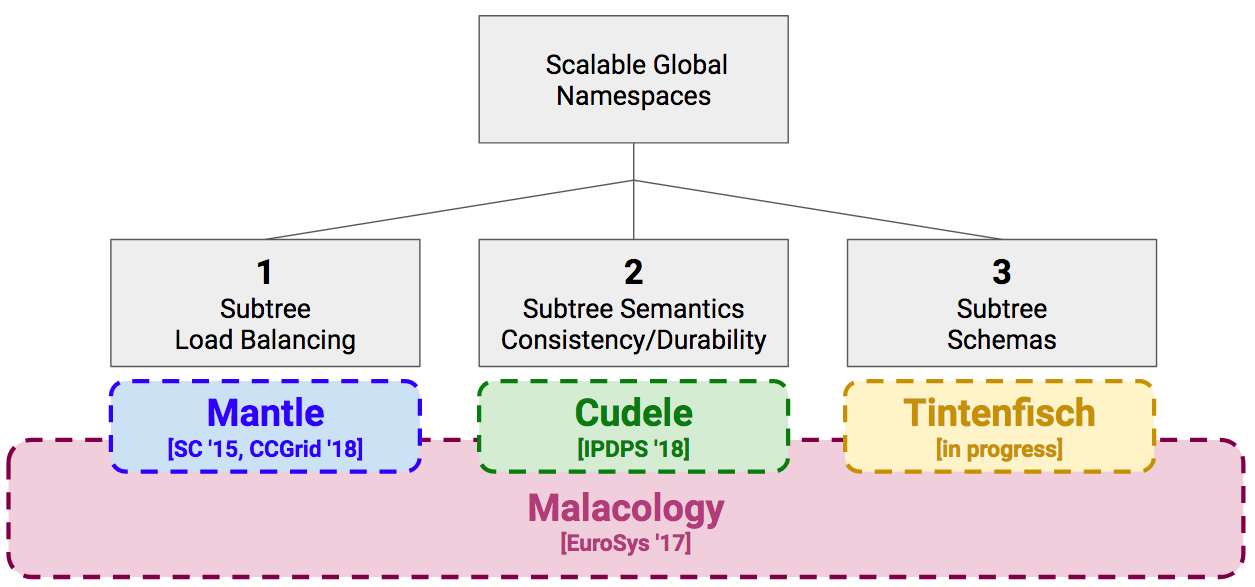 Scalable Global
Namespaces
1
Subtree
Load Balancing
2
Subtree Semantics
Consistency/Durability
3
Subtree
Schemas
Mantle
[SC '15, CCGrid '18]
Cudele
[IPDPS '18]
Tintenfisch
[in progress]
Malacology
[EuroSys '17]